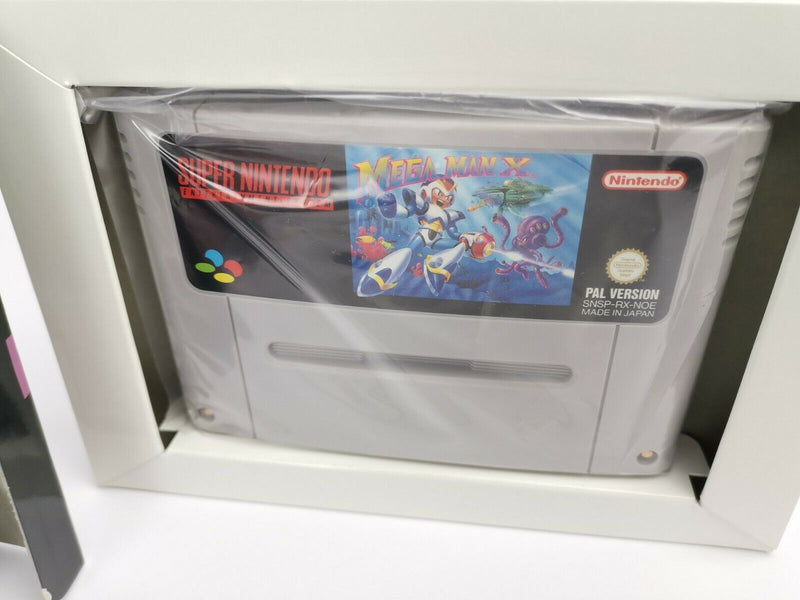 SUPER NINTENDO
MEGA MAN X
Nintendo
PAL VERSION
SNSP-RX-NOE
MADE IN JAPAN